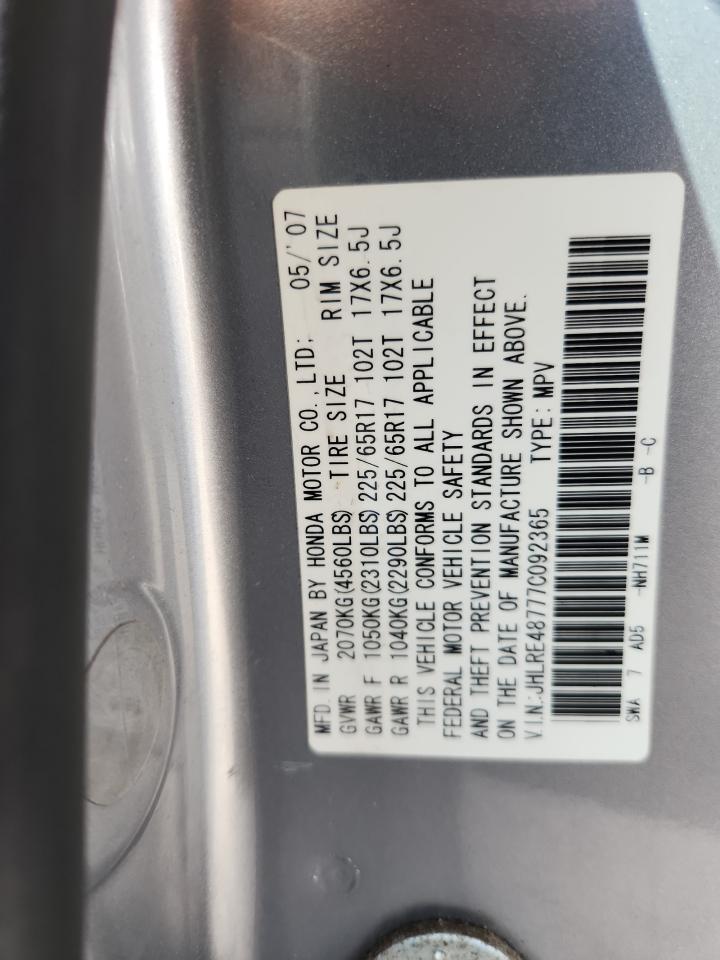 MFD. IN JAPAN BY HONDA MOTOR CO.,LTD; 05/'07
GVWR 2070KG(4560LBS) TIRE SIZE RIM SIZE
GAWR F 1050KG(2310LBS)225/65R17 102T 17X6.5J
GAWR R 1040KG(2290LBS)225/65R17 102T 17X6.5J
THIS VEHICLE CONFORMS TO ALL APPLICABLE
FEDERAL MOTOR VEHICLE SAFETY
AND THEFT PREVENTION STANDARDS IN EFFECT
ON THE DATE OF MANUFACTURE SHOWN ABOVE.
V.I.N:JHLRE48777C092365 TYPE: MPV
SWA 7 AD5 -NH711M -B -C